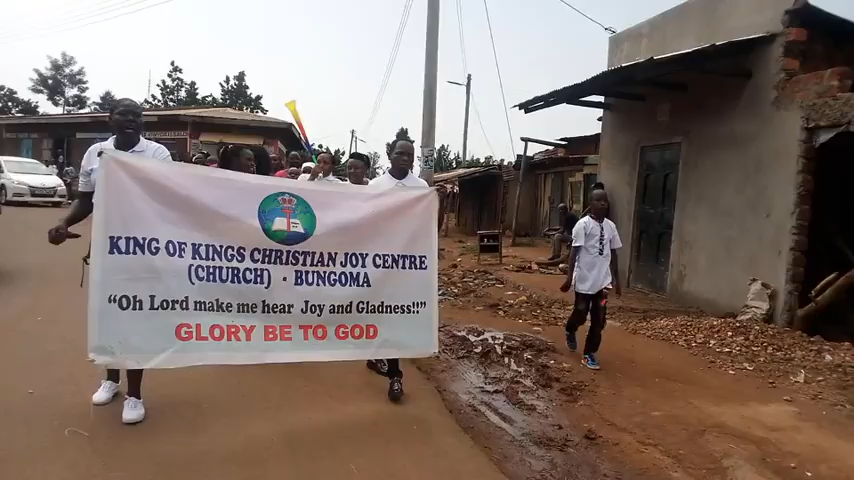 KING OF KINGS CHRISTIAN JOY CENTRE
(CHURCH) - BUNGOMA
"Oh Lord make me hear Joy and Gladness!!"
GLORY BE TO GOD